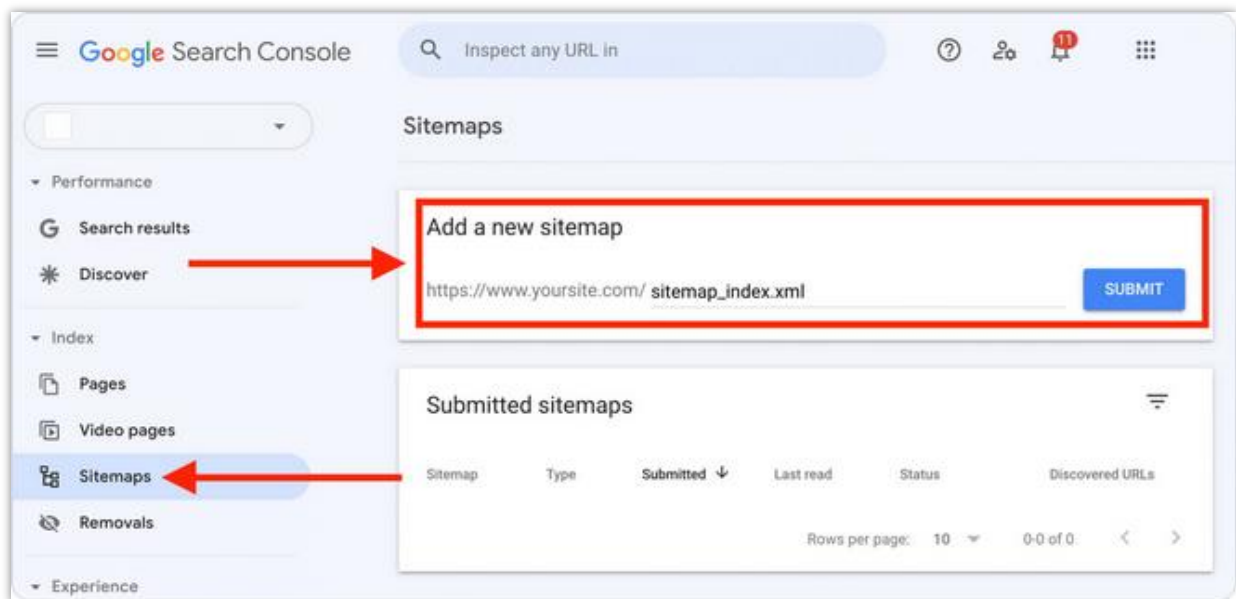 Google Search Console
Inspect any URL in
11
Sitemaps
Performance
Search results
Discover
Index
Pages
Video pages
Sitemaps
Removals
Experience
Add a new sitemap
https://www.yoursite.com/ sitemap_index.xml
SUBMIT
Submitted sitemaps
Sitemap Type Submitted Last read Status Discovered URLs
Rows per page: 10 0-0 of 0